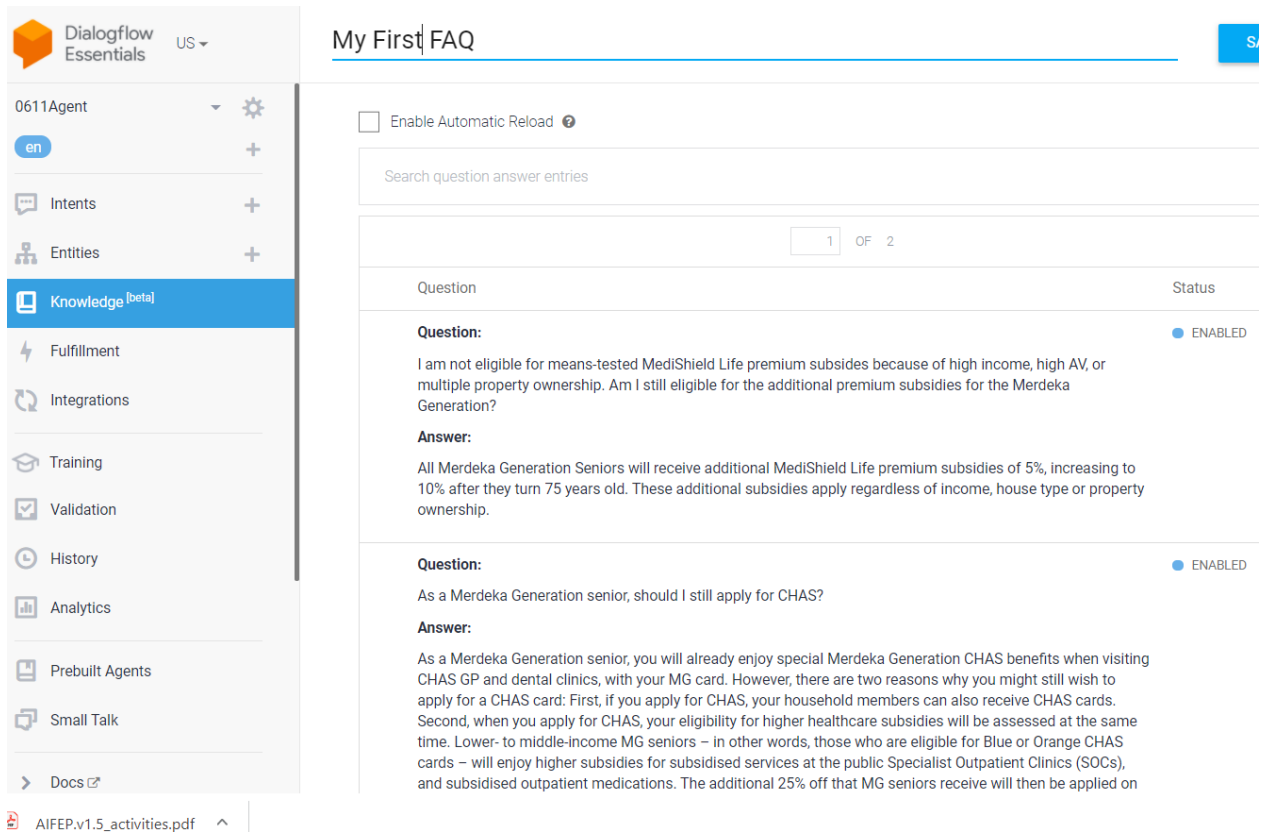 Dialogflow
Essentials
US
My First FAQ
0611Agent
en
Enable Automatic Reload
Search question answer entries
Intents
1 OF 2
Entities
Question Status
Knowledge [beta]
Question: ENABLED
Fulfillment
I am not eligible for means-tested MediShield Life premium subsides because of high income, high AV, or
multiple property ownership. Am I still eligible for the additional premium subsidies for the Merdeka
Generation?
Integrations
Answer:
Training
All Merdeka Generation Seniors will receive additional MediShield Life premium subsidies of 5%, increasing to
10% after they turn 75 years old. These additional subsidies apply regardless of income, house type or property
ownership.
Validation
History
Question: ENABLED
As a Merdeka Generation senior, should I still apply for CHAS?
Analytics
Answer:
As a Merdeka Generation senior, you will already enjoy special Merdeka Generation CHAS benefits when visiting
CHAS GP and dental clinics, with your MG card. However, there are two reasons why you might still wish to
apply for a CHAS card: First, if you apply for CHAS, your household members can also receive CHAS cards.
Second, when you apply for CHAS, your eligibility for higher healthcare subsidies will be assessed at the same
time. Lower- to middle-income MG seniors – in other words, those who are eligible for Blue or Orange CHAS
cards – will enjoy higher subsidies for subsidised services at the public Specialist Outpatient Clinics (SOCs),
and subsidised outpatient medications. The additional 25% off that MG seniors receive will then be applied on
Prebuilt Agents
Small Talk
Docs
AIFEP.v1.5_activities.pdf